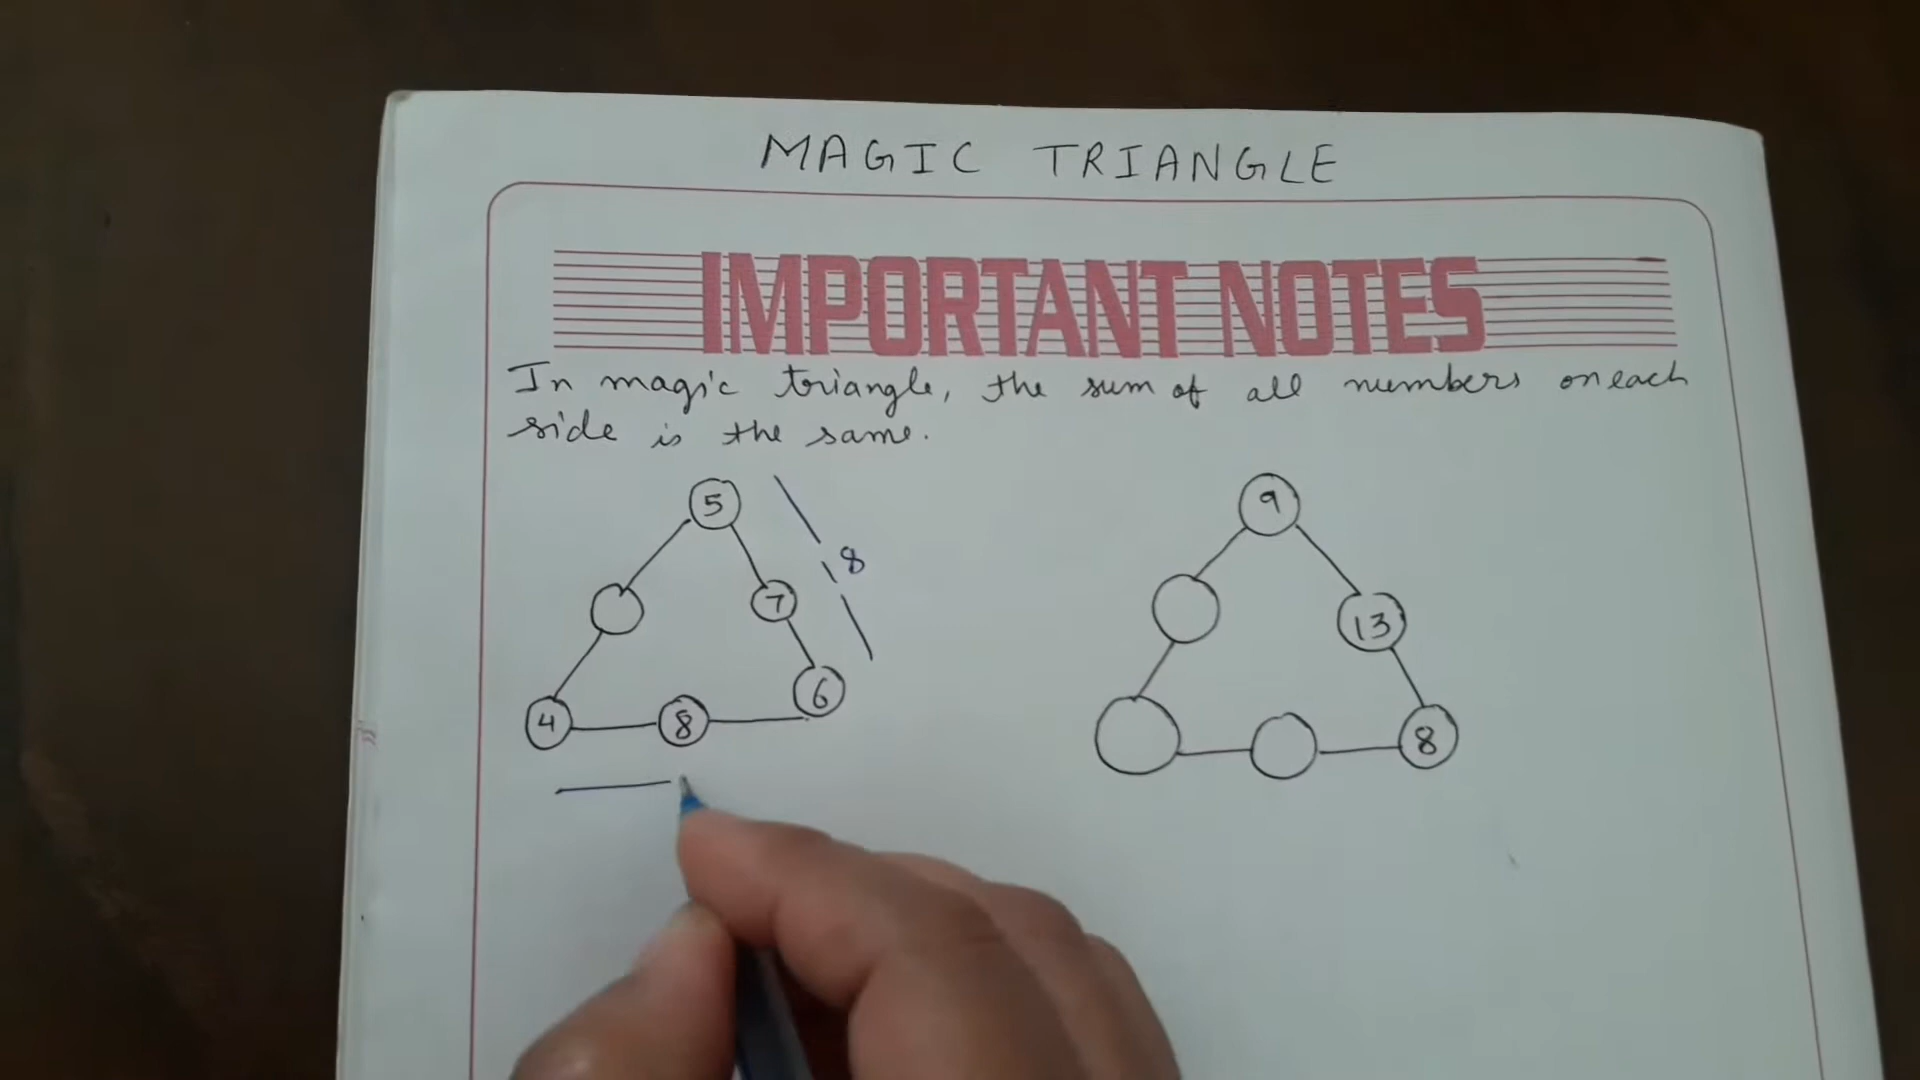 MAGIC TRIANGLE
IMPORTANT NOTES
In magic triangle, the sum of all numbers on each
side is the same.
5
8
7
4
8
6
9
13
8